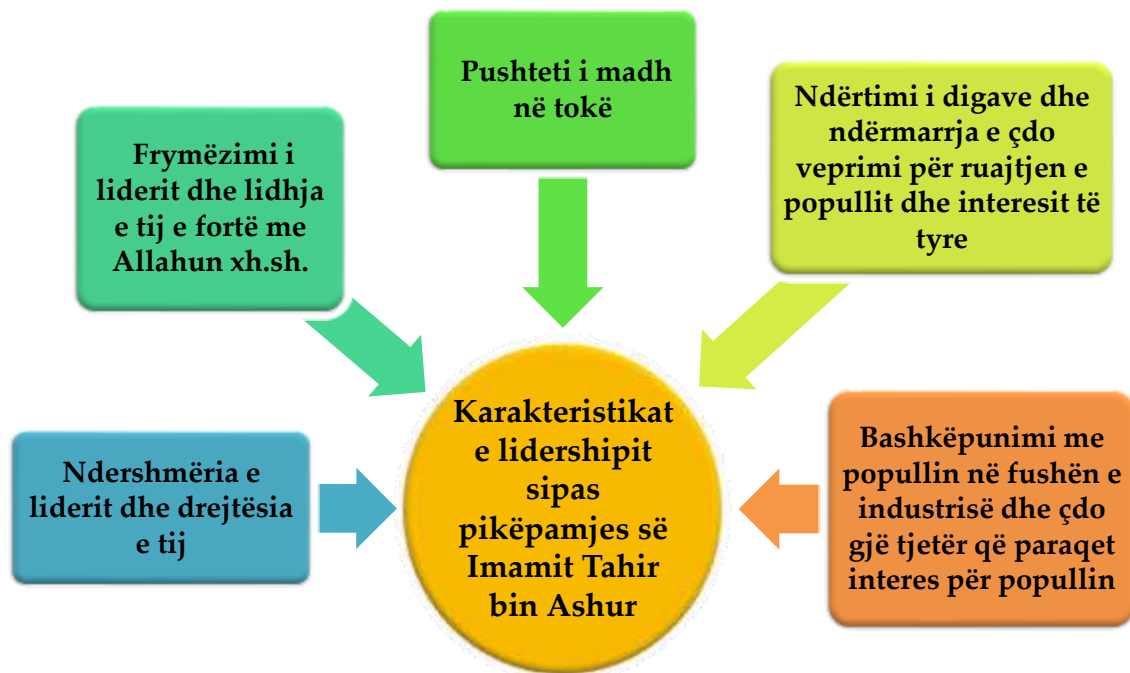 Pushteti i madh
në tokë
Frymëzimi i
liderit dhe lidhja
e tij e fortë me
Allahun xh.sh.
Ndërtimi i digave dhe
ndërmarrja e çdo
veprimi për ruajtjen e
popullit dhe interesit të
tyre
Ndershmëria e
liderit dhe drejtësia
e tij
Karakteristikat
e lidershipit
sipas
pikëpamjes së
Imamit Tahir
bin Ashur
Bashkëpunimi me
popullin në fushën e
industrisë dhe çdo
gjë tjetër që paraqet
interes për popullin